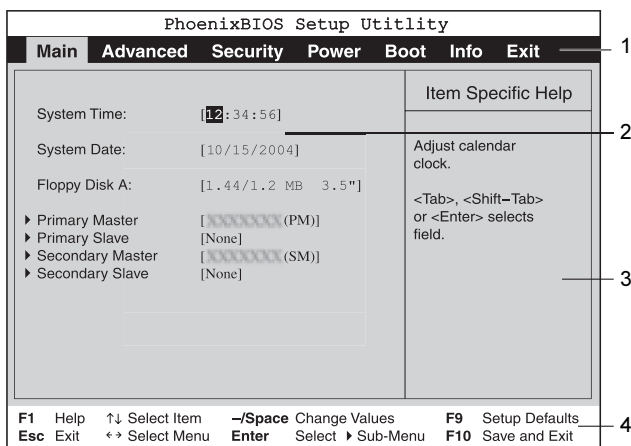 PhoenixBIOS Setup Utitlity
Main Advanced Security Power Boot Info Exit
1
Item Specific Help
System Time: [12:34:56]
2
System Date: [10/15/2004]
Adjust calendar
clock.
Floppy Disk A: [1.44/1.2 MB 3.5"]
<Tab>, <Shift–Tab>
or <Enter> selects
field.
Primary Master [ (PM)]
Primary Slave [None]
Secondary Master [ (SM)]
Secondary Slave [None]
3
F1 Help ↑↓ Select Item –/Space Change Values F9 Setup Defaults
4
Esc Exit ←→ Select Menu Enter Select ▶ Sub-Menu F10 Save and Exit